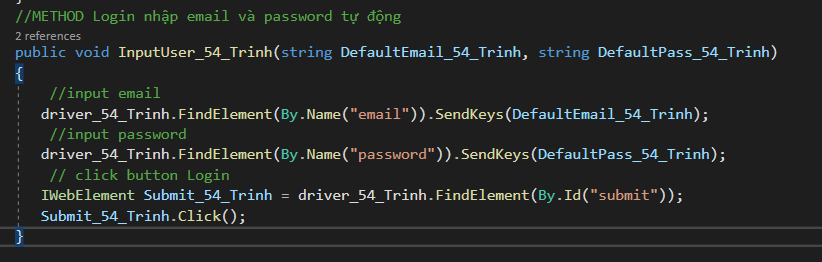 //METHOD Login nhập email và password tự động
2 references
public void InputUser_54_Trinh(string DefaultEmail_54_Trinh, string DefaultPass_54_Trinh)
{
//input email
driver_54_Trinh.FindElement(By.Name("email")).SendKeys(DefaultEmail_54_Trinh);
//input password
driver_54_Trinh.FindElement(By.Name("password")).SendKeys(DefaultPass_54_Trinh);
// click button Login
IWebElement Submit_54_Trinh = driver_54_Trinh.FindElement(By.Id("submit"));
Submit_54_Trinh.Click();
}